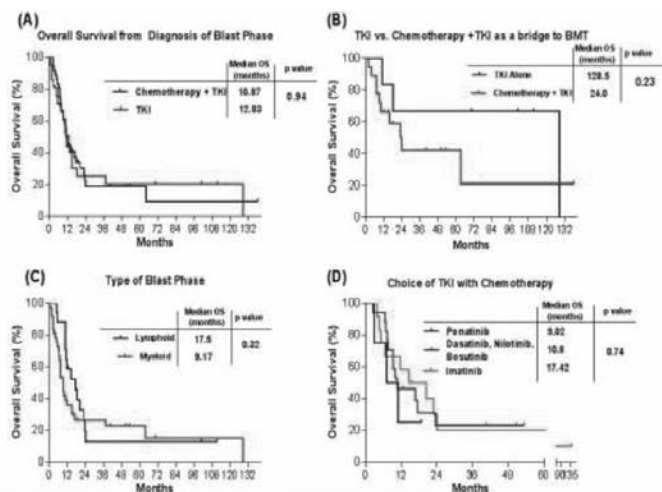 (A)
Overall Survival from Diagnosis of Blast Phase
Median OS (months) p value
Chemotherapy + TKI 10.87
TKI 12.83
0.94
Overall Survival (%)
100
80
60
40
20
0
0 12 24 36 48 60 72 84 96 108 120 132
Months
(B)
TKI vs. Chemotherapy +TKI as a bridge to BMT
Median OS (months) p value
TKI Alone 128.5
Chemotherapy + TKI 24.0
0.23
Overall Survival (%)
100
80
60
40
20
0
0 12 24 36 48 60 72 84 96 108 120 132
Months
(C)
Type of Blast Phase
Median OS (months) p value
Lymphoid 17.5
Myeloid 9.17
Overall Survival (%)
100
80
60
40
20
0
0 12 24 36 48 60 72 84 96 108 120 132
Months
(D)
Choice of TKI with Chemotherapy
Median OS (months) p value
Ponatinib 9.02
Dasatinib, Nilotinib,
Bosutinib 10.8
Imatinib 17.42
0.74
Overall Survival (%)
100
80
60
40
20
0
0 12 24 36 48 60
Months